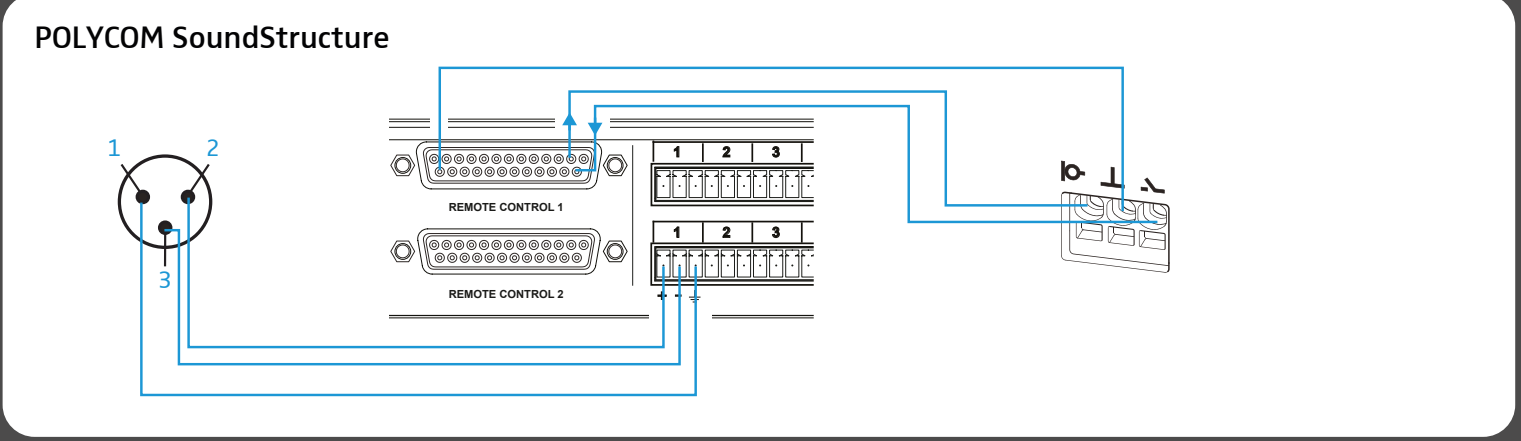 POLYCOM SoundStructure
1 2
3
1 2 3
REMOTE CONTROL 1
1 2 3
REMOTE CONTROL 2
+ -